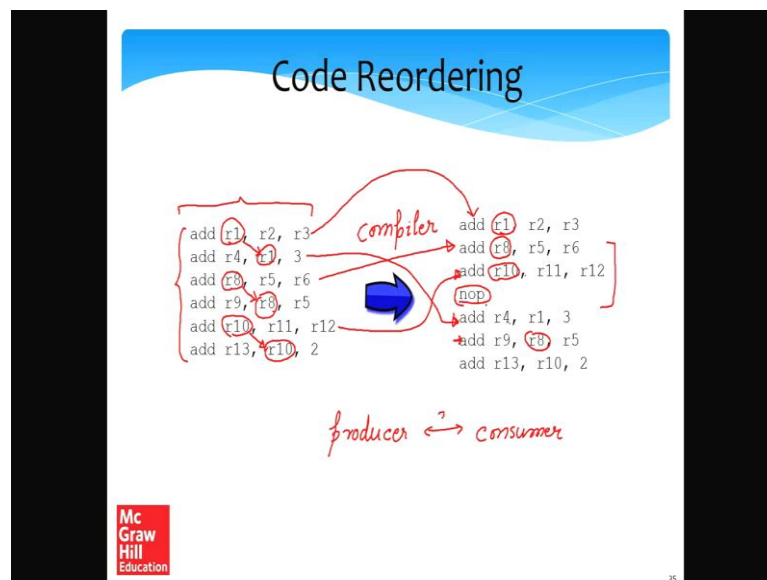 Code Reordering
add r1, r2, r3
add r4, r1, 3
add r8, r5, r6
add r9, r8, r5
add r10, r11, r12
add r13, r10, 2
compiler
add r1, r2, r3
add r8, r5, r6
add r10, r11, r12
nop
add r4, r1, 3
add r9, r8, r5
add r13, r10, 2
producer ↔ consumer
Mc
Graw
Hill
Education
35